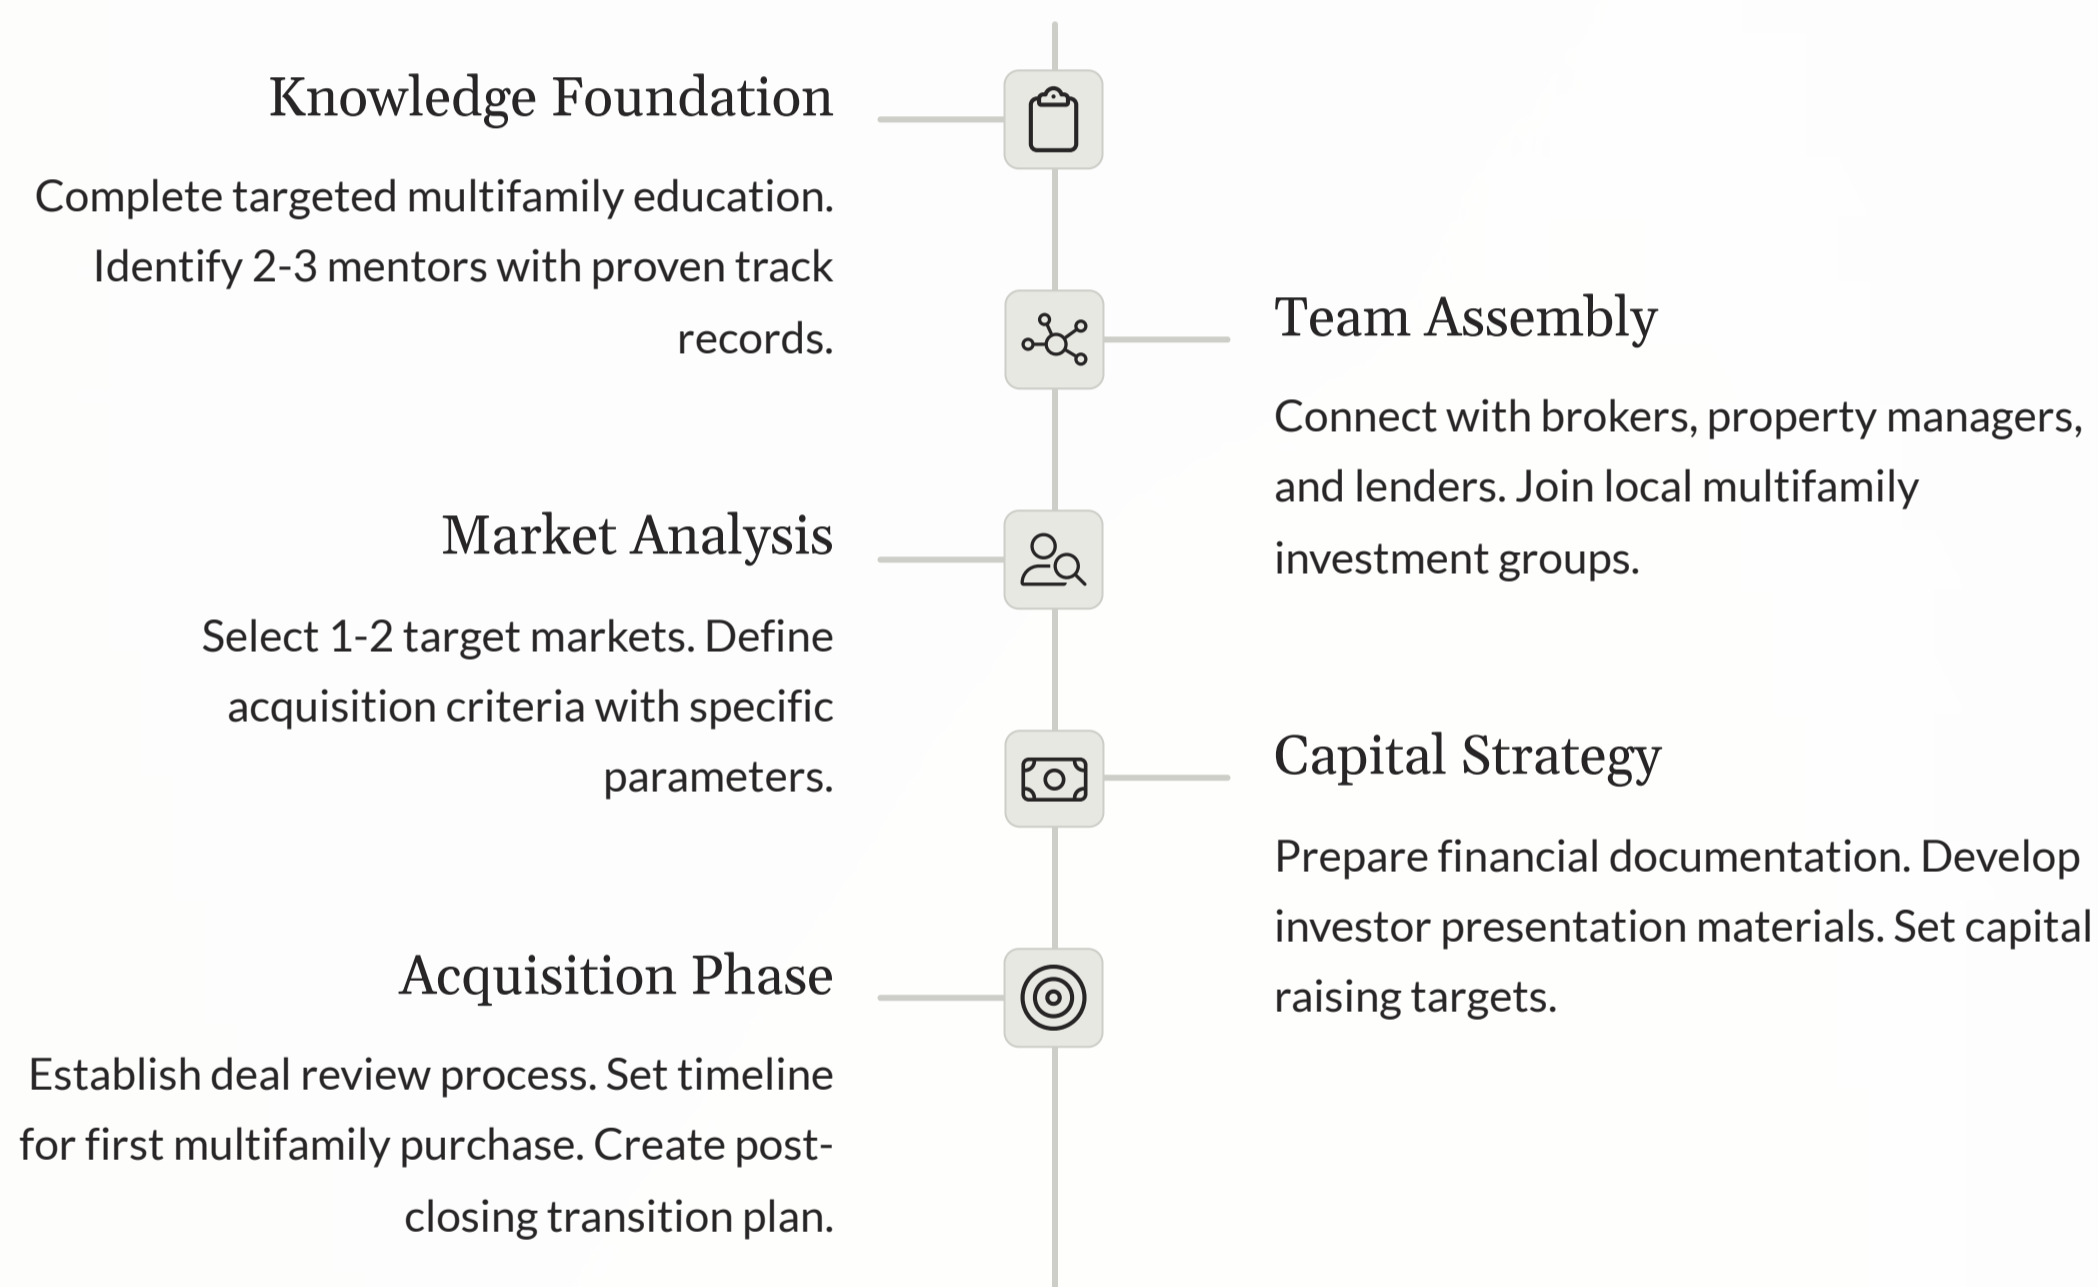 Knowledge Foundation
Complete targeted multifamily education.
Identify 2-3 mentors with proven track
records.
Team Assembly
Connect with brokers, property managers,
and lenders. Join local multifamily
investment groups.
Market Analysis
Select 1-2 target markets. Define
acquisition criteria with specific
parameters.
Capital Strategy
Prepare financial documentation. Develop
investor presentation materials. Set capital
raising targets.
Acquisition Phase
Establish deal review process. Set timeline
for first multifamily purchase. Create post-
closing transition plan.